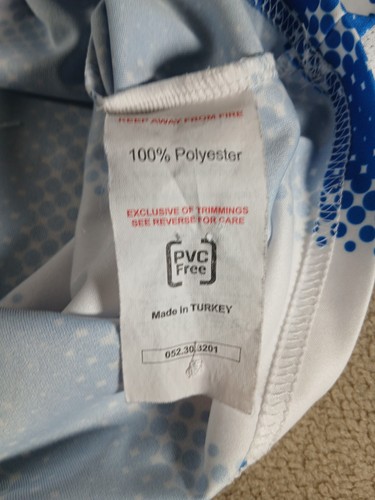 KEEP AWAY FROM FIRE
100% Polyester
EXCLUSIVE OF TRIMMINGS
SEE REVERSE FOR CARE
PVC
Free
Made in TURKEY
052.30.3201